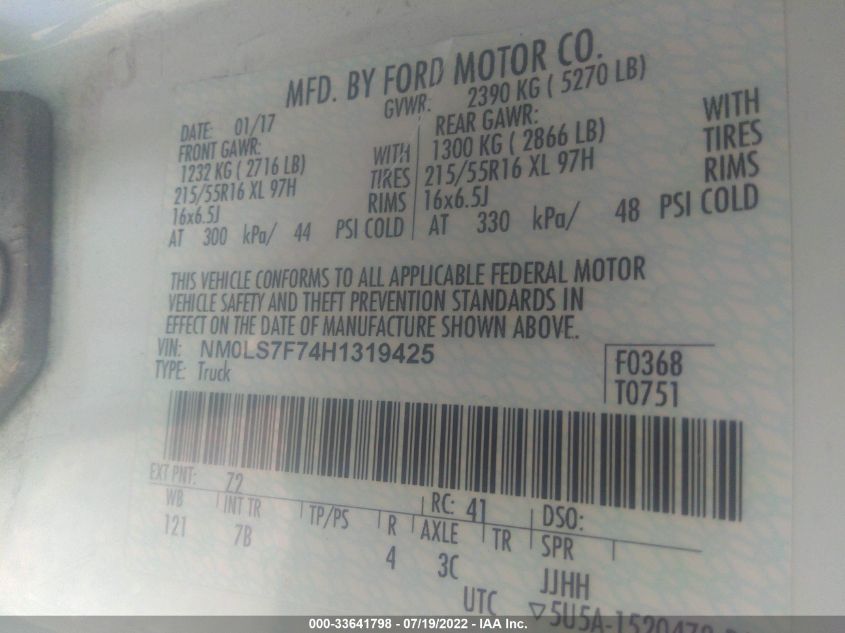 MFD. BY FORD MOTOR CO.
DATE: 01/17 GVWR: 2390 KG ( 5270 LB)
FRONT GAWR: REAR GAWR:
1232 KG ( 2716 LB) WITH 1300 KG ( 2866 LB) WITH
215/55R16 XL 97H TIRES 215/55R16 XL 97H TIRES
16x6.5J RIMS 16x6.5J RIMS
AT 300 kPa/ 44 PSI COLD AT 330 kPa/ 48 PSI COLD
THIS VEHICLE CONFORMS TO ALL APPLICABLE FEDERAL MOTOR
VEHICLE SAFETY AND THEFT PREVENTION STANDARDS IN
EFFECT ON THE DATE OF MANUFACTURE SHOWN ABOVE.
VIN: NM0LS7F74H1319425 F0368
TYPE: Truck T0751
EXT PNT: 72 RC: 41 DSO:
WB INT TR TP/PS R AXLE TR SPR
121 7B 4 3C JJHH
UTC ▽5U5A-1520472
000-33641798 - 07/19/2022 - IAA Inc.